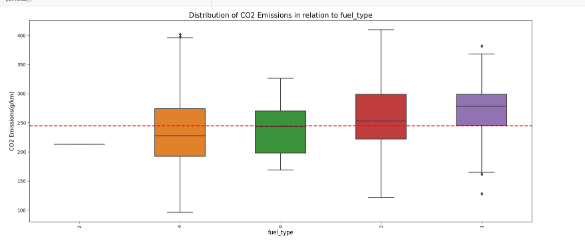 Distribution of CO2 Emissions in relation to fuel_type
CO2 Emissions(g/km)
400
350
300
250
200
150
100
fuel_type